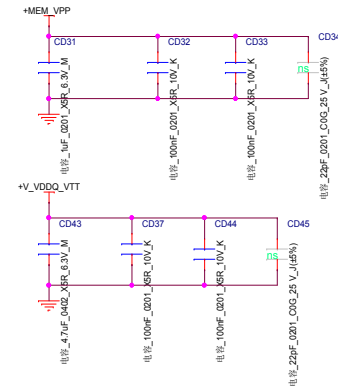 +MEM_VPP
CD31
CD32
CD33
CD34
电容_1uF_0201_X5R_6.3V_M
电容_100nF_0201_X5R_10V_K
电容_100nF_0201_X5R_10V_K
ns
电容_22pF_0201_C0G_25 V_J(±5%)
+V_VDDQ_VTT
CD43
CD37
CD44
CD45
电容_4.7uF_0402_X5R_6.3V_M
电容_100nF_0201_X5R_10V_K
电容_100nF_0201_X5R_10V_K
ns
电容_22pF_0201_C0G_25 V_J(±5%)